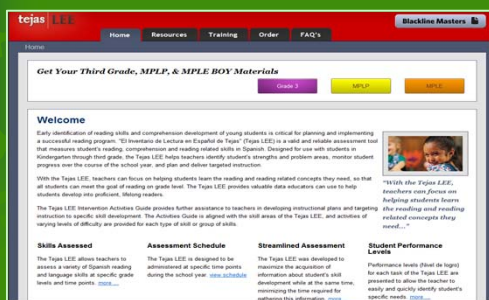 tejas LEE
Blackline Masters
Home Resources Training Order FAQ's
Home
Get Your Third Grade, MPLP, & MPLE BOY Materials
Grade 3 MPLP MPLE
Welcome
Early identification of reading skills and comprehension development of young students is critical for planning and implementing
a successful reading program. "El Inventario de Lectura en Español de Tejas" (Tejas LEE) is a valid and reliable assessment tool
that measures student's reading, comprehension and reading related skills in Spanish. Designed for use with students in
Kindergarten through third grade, the Tejas LEE helps teachers identify student's strengths and problem areas, monitor student
progress over the course of the school year, and plan and deliver targeted instruction.
With the Tejas LEE, teachers can focus on helping students learn the reading and reading related concepts they need, so that
all students can meet the goal of reading on grade level. The Tejas LEE provides valuable data educators can use to help
students develop into proficient, lifelong readers.
The Tejas LEE Intervention Activities Guide provides further assistance to teachers in developing instructional plans and targeting
instruction to specific skill development. The Activities Guide is aligned with the skill areas of the Tejas LEE, and activities of
varying levels of difficulty are provided for each type of skill or group of skills.
"With the Tejas LEE,
teachers can focus on
helping students learn
the reading and reading
related concepts they
need..."
Skills Assessed
The Tejas LEE allows teachers to
assess a variety of Spanish reading
and language skills at specific grade
levels and time points. more ...
Assessment Schedule
The Tejas LEE is designed to be
administered at specific time points
during the school year. view schedule
Streamlined Assessment
The Tejas LEE was developed to
maximize the acquisition of
information about student's skill
development while at the same time,
minimizing the time required for
gathering this information. more
Student Performance
Levels
Performance levels (Nivel de logro)
for each task of the Tejas LEE are
presented to allow the teacher to
easily and quickly identify student's
specific needs. more ...